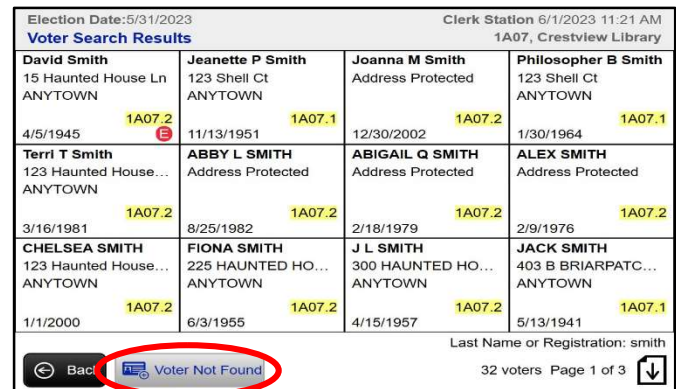 Election Date:5/31/2023 Clerk Station 6/1/2023 11:21 AM
Voter Search Results 1A07, Crestview Library
David Smith
15 Haunted House Ln
ANYTOWN
1A07.2
4/5/1945 E
Jeanette P Smith
123 Shell Ct
ANYTOWN
1A07.1
11/13/1951
Joanna M Smith
Address Protected
1A07.2
12/30/2002
Philosopher B Smith
123 Shell Ct
ANYTOWN
1A07.1
1/30/1964
Terri T Smith
123 Haunted House...
ANYTOWN
1A07.2
3/16/1981
ABBY L SMITH
Address Protected
1A07.2
8/25/1982
ABIGAIL Q SMITH
Address Protected
1A07.2
2/18/1979
ALEX SMITH
Address Protected
1A07.2
2/9/1976
CHELSEA SMITH
123 Haunted House...
ANYTOWN
1A07.2
1/1/2000
FIONA SMITH
225 HAUNTED HO...
ANYTOWN
1A07.2
6/3/1955
J L SMITH
300 HAUNTED HO...
ANYTOWN
1A07.2
4/15/1957
JACK SMITH
403 B BRIARPATC...
ANYTOWN
1A07.1
5/13/1941
Last Name or Registration: smith
Back Voter Not Found 32 voters Page 1 of 3